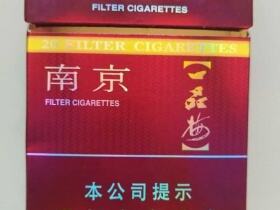 FILTER CIGARETTES
20 FILTER CIGARETTES
南京
FILTER CIGARETTES
【一品梅】
本公司提示